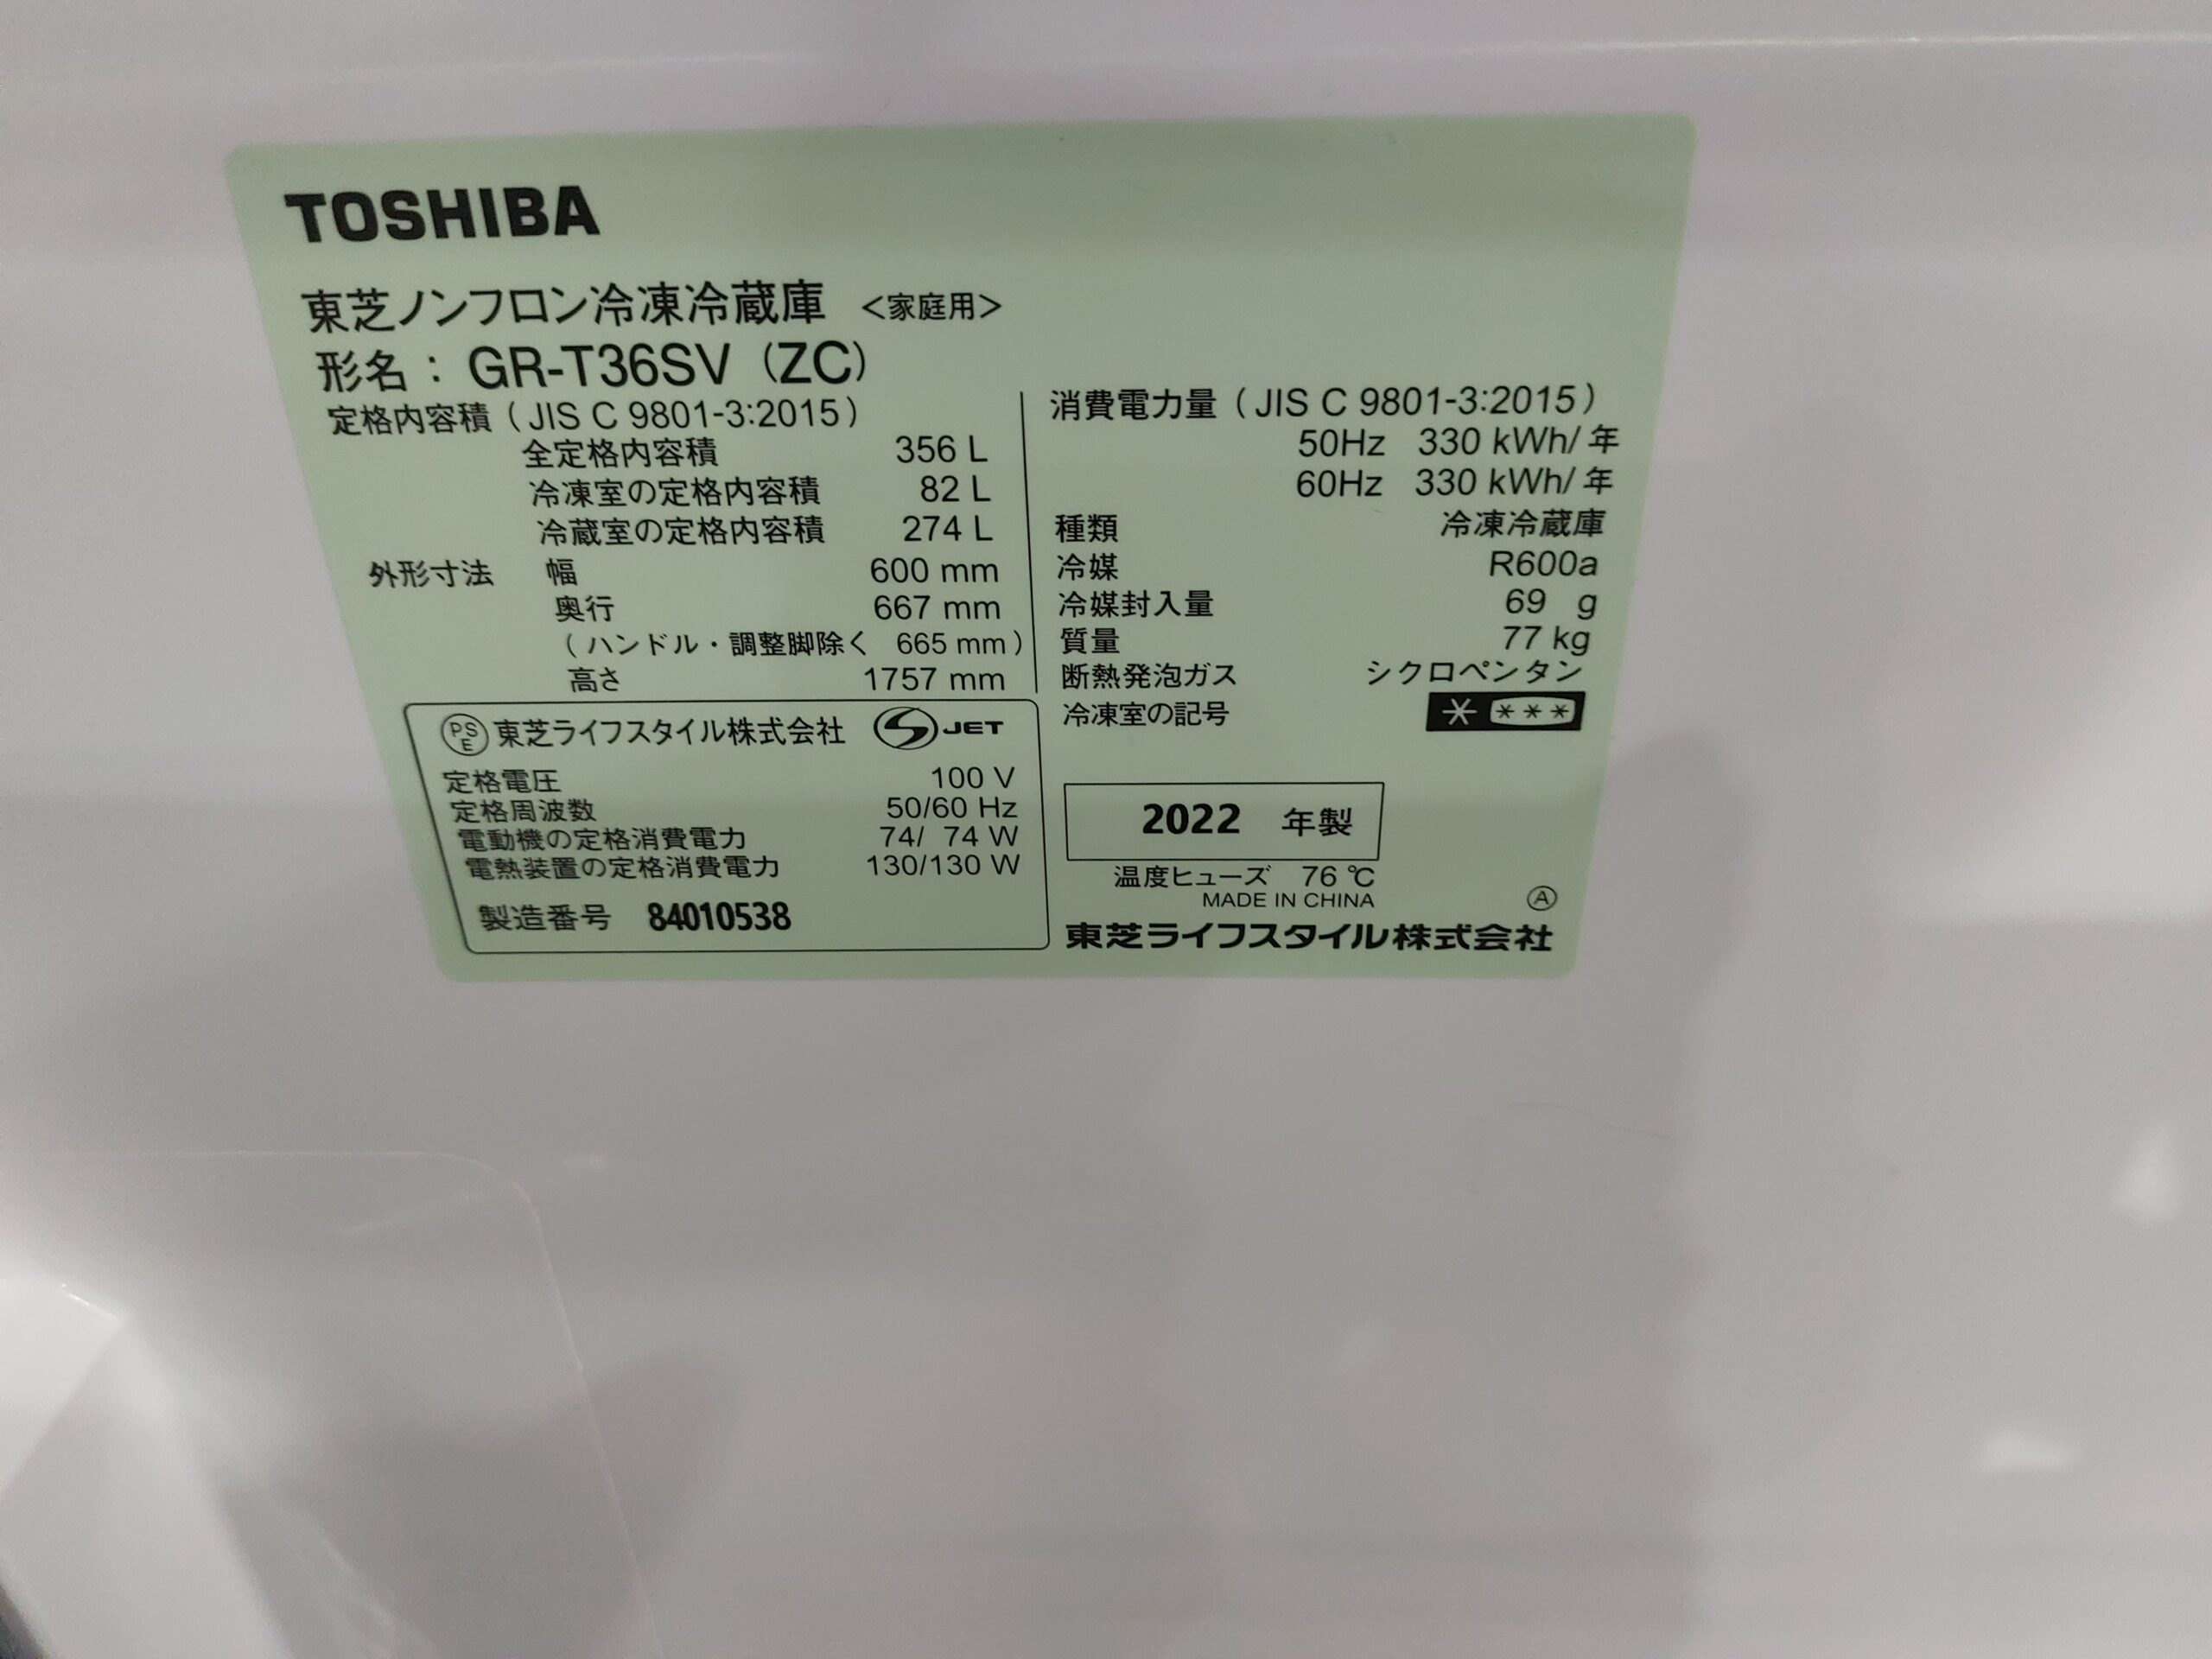 TOSHIBA
東芝ノンフロン冷凍冷蔵庫 <家庭用>
形名：GR-T36SV (ZC)
定格内容積 ( JIS C 9801-3:2015 )
全定格内容積 356 L
冷凍室の定格内容積 82 L
冷蔵室の定格内容積 274 L
外形寸法 幅 600 mm
奥行 667 mm
( ハンドル・調整脚除く 665 mm )
高さ 1757 mm
消費電力量 ( JIS C 9801-3:2015 )
50Hz 330 kWh/年
60Hz 330 kWh/年
種類 冷凍冷蔵庫
冷媒 R600a
冷媒封入量 69 g
質量 77 kg
断熱発泡ガス シクロペンタン
冷凍室の記号 * ***
PSE 東芝ライフスタイル株式会社 S JET
定格電圧 100 V
定格周波数 50/60 Hz
電動機の定格消費電力 74/ 74 W
電熱装置の定格消費電力 130/130 W
製造番号 84010538
2022 年製
温度ヒューズ 76 ℃
MADE IN CHINA
Ⓐ
東芝ライフスタイル株式会社